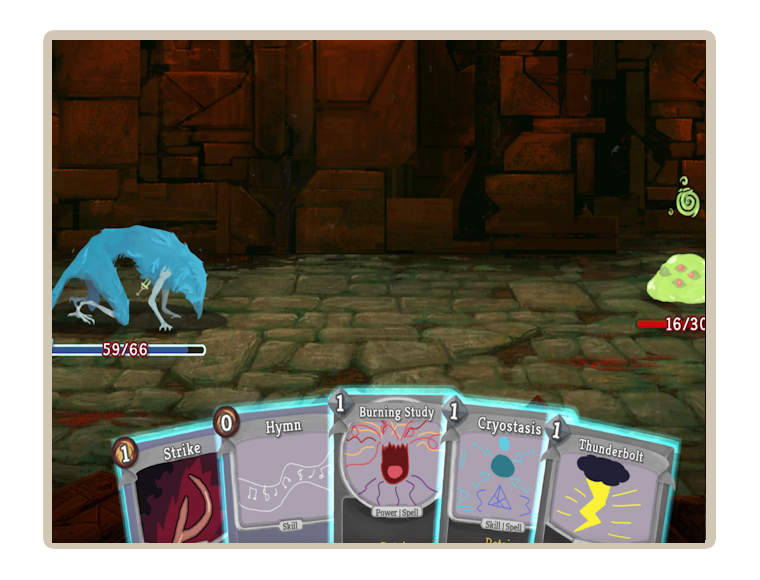 59/66
16/30
1
Strike
0
Hymn
Skill
1
Burning Study
Power | Spell
1
Cryostasis
Skill | Spell
1
Thunderbolt